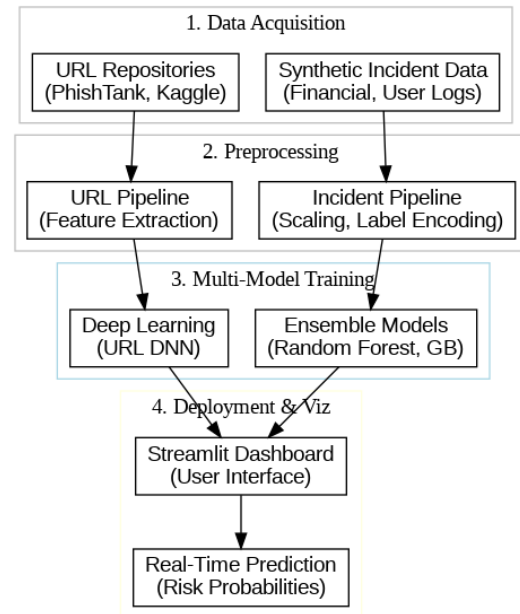 1. Data Acquisition
URL Repositories
(PhishTank, Kaggle)
Synthetic Incident Data
(Financial, User Logs)
2. Preprocessing
URL Pipeline
(Feature Extraction)
Incident Pipeline
(Scaling, Label Encoding)
3. Multi-Model Training
Deep Learning
(URL DNN)
Ensemble Models
(Random Forest, GB)
4. Deployment & Viz
Streamlit Dashboard
(User Interface)
Real-Time Prediction
(Risk Probabilities)